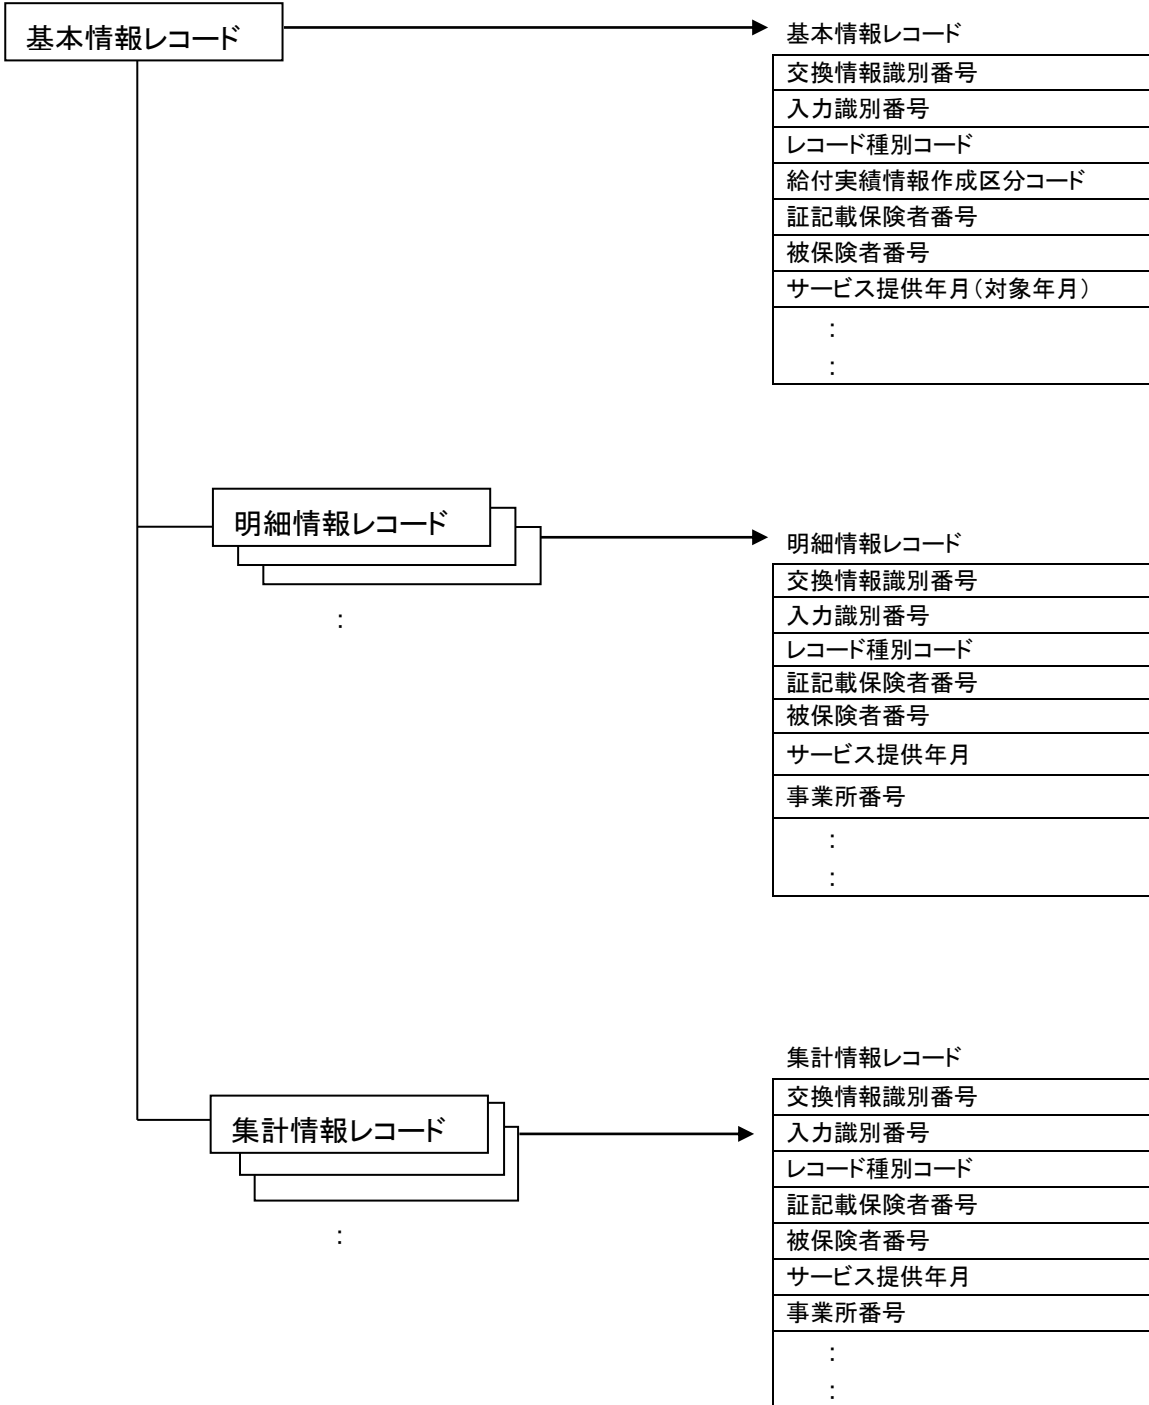 基本情報レコード
基本情報レコード
交換情報識別番号
入力識別番号
レコード種別コード
給付実績情報作成区分コード
証記載保険者番号
被保険者番号
サービス提供年月（対象年月）
：
：
明細情報レコード
：
明細情報レコード
交換情報識別番号
入力識別番号
レコード種別コード
証記載保険者番号
被保険者番号
サービス提供年月
事業所番号
：
：
集計情報レコード
：
集計情報レコード
交換情報識別番号
入力識別番号
レコード種別コード
証記載保険者番号
被保険者番号
サービス提供年月
事業所番号
：
：